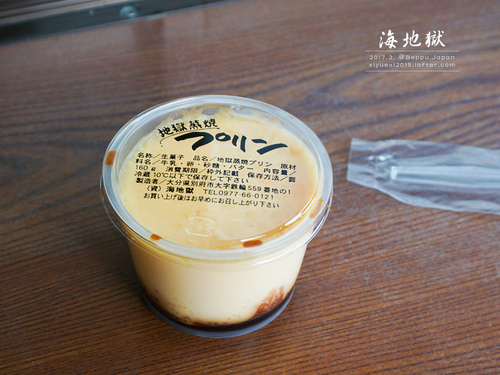 海地獄
2017.2. @Beppu,Japan
xiyuexi2015.lofter.com
地獄蒸焼
プリン
名称／生菓子 品名／地獄蒸焼プリン 原材
料名／牛乳・卵・砂糖・バター 内容量／
160g 消費期限／枠外記載 保存方法／要
冷蔵10℃以下で保存して下さい
製造者／大分県別府市大字鉄輪559番地の1
(資)海地獄 TEL0977-66-0121
お買い上げ後はお早めにお召し上がり下さい